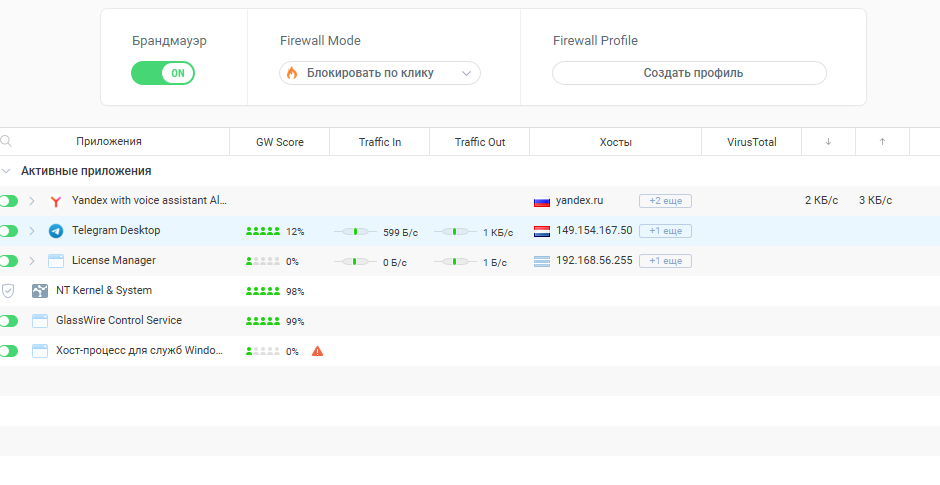 Брандмауэр Firewall Mode Firewall Profile
ON Блокировать по клику Создать профиль
Приложения GW Score Traffic In Traffic Out Хосты VirusTotal ↓ ↑
Активные приложения
Yandex with voice assistant Al... yandex.ru +2 еще 2 КБ/с 3 КБ/с
Telegram Desktop 12% 599 Б/с 1 КБ/с 149.154.167.50 +1 еще
License Manager 0% 0 Б/с 1 Б/с 192.168.56.255 +1 еще
NT Kernel & System 98%
GlassWire Control Service 99%
Хост-процесс для служб Windo... 0%